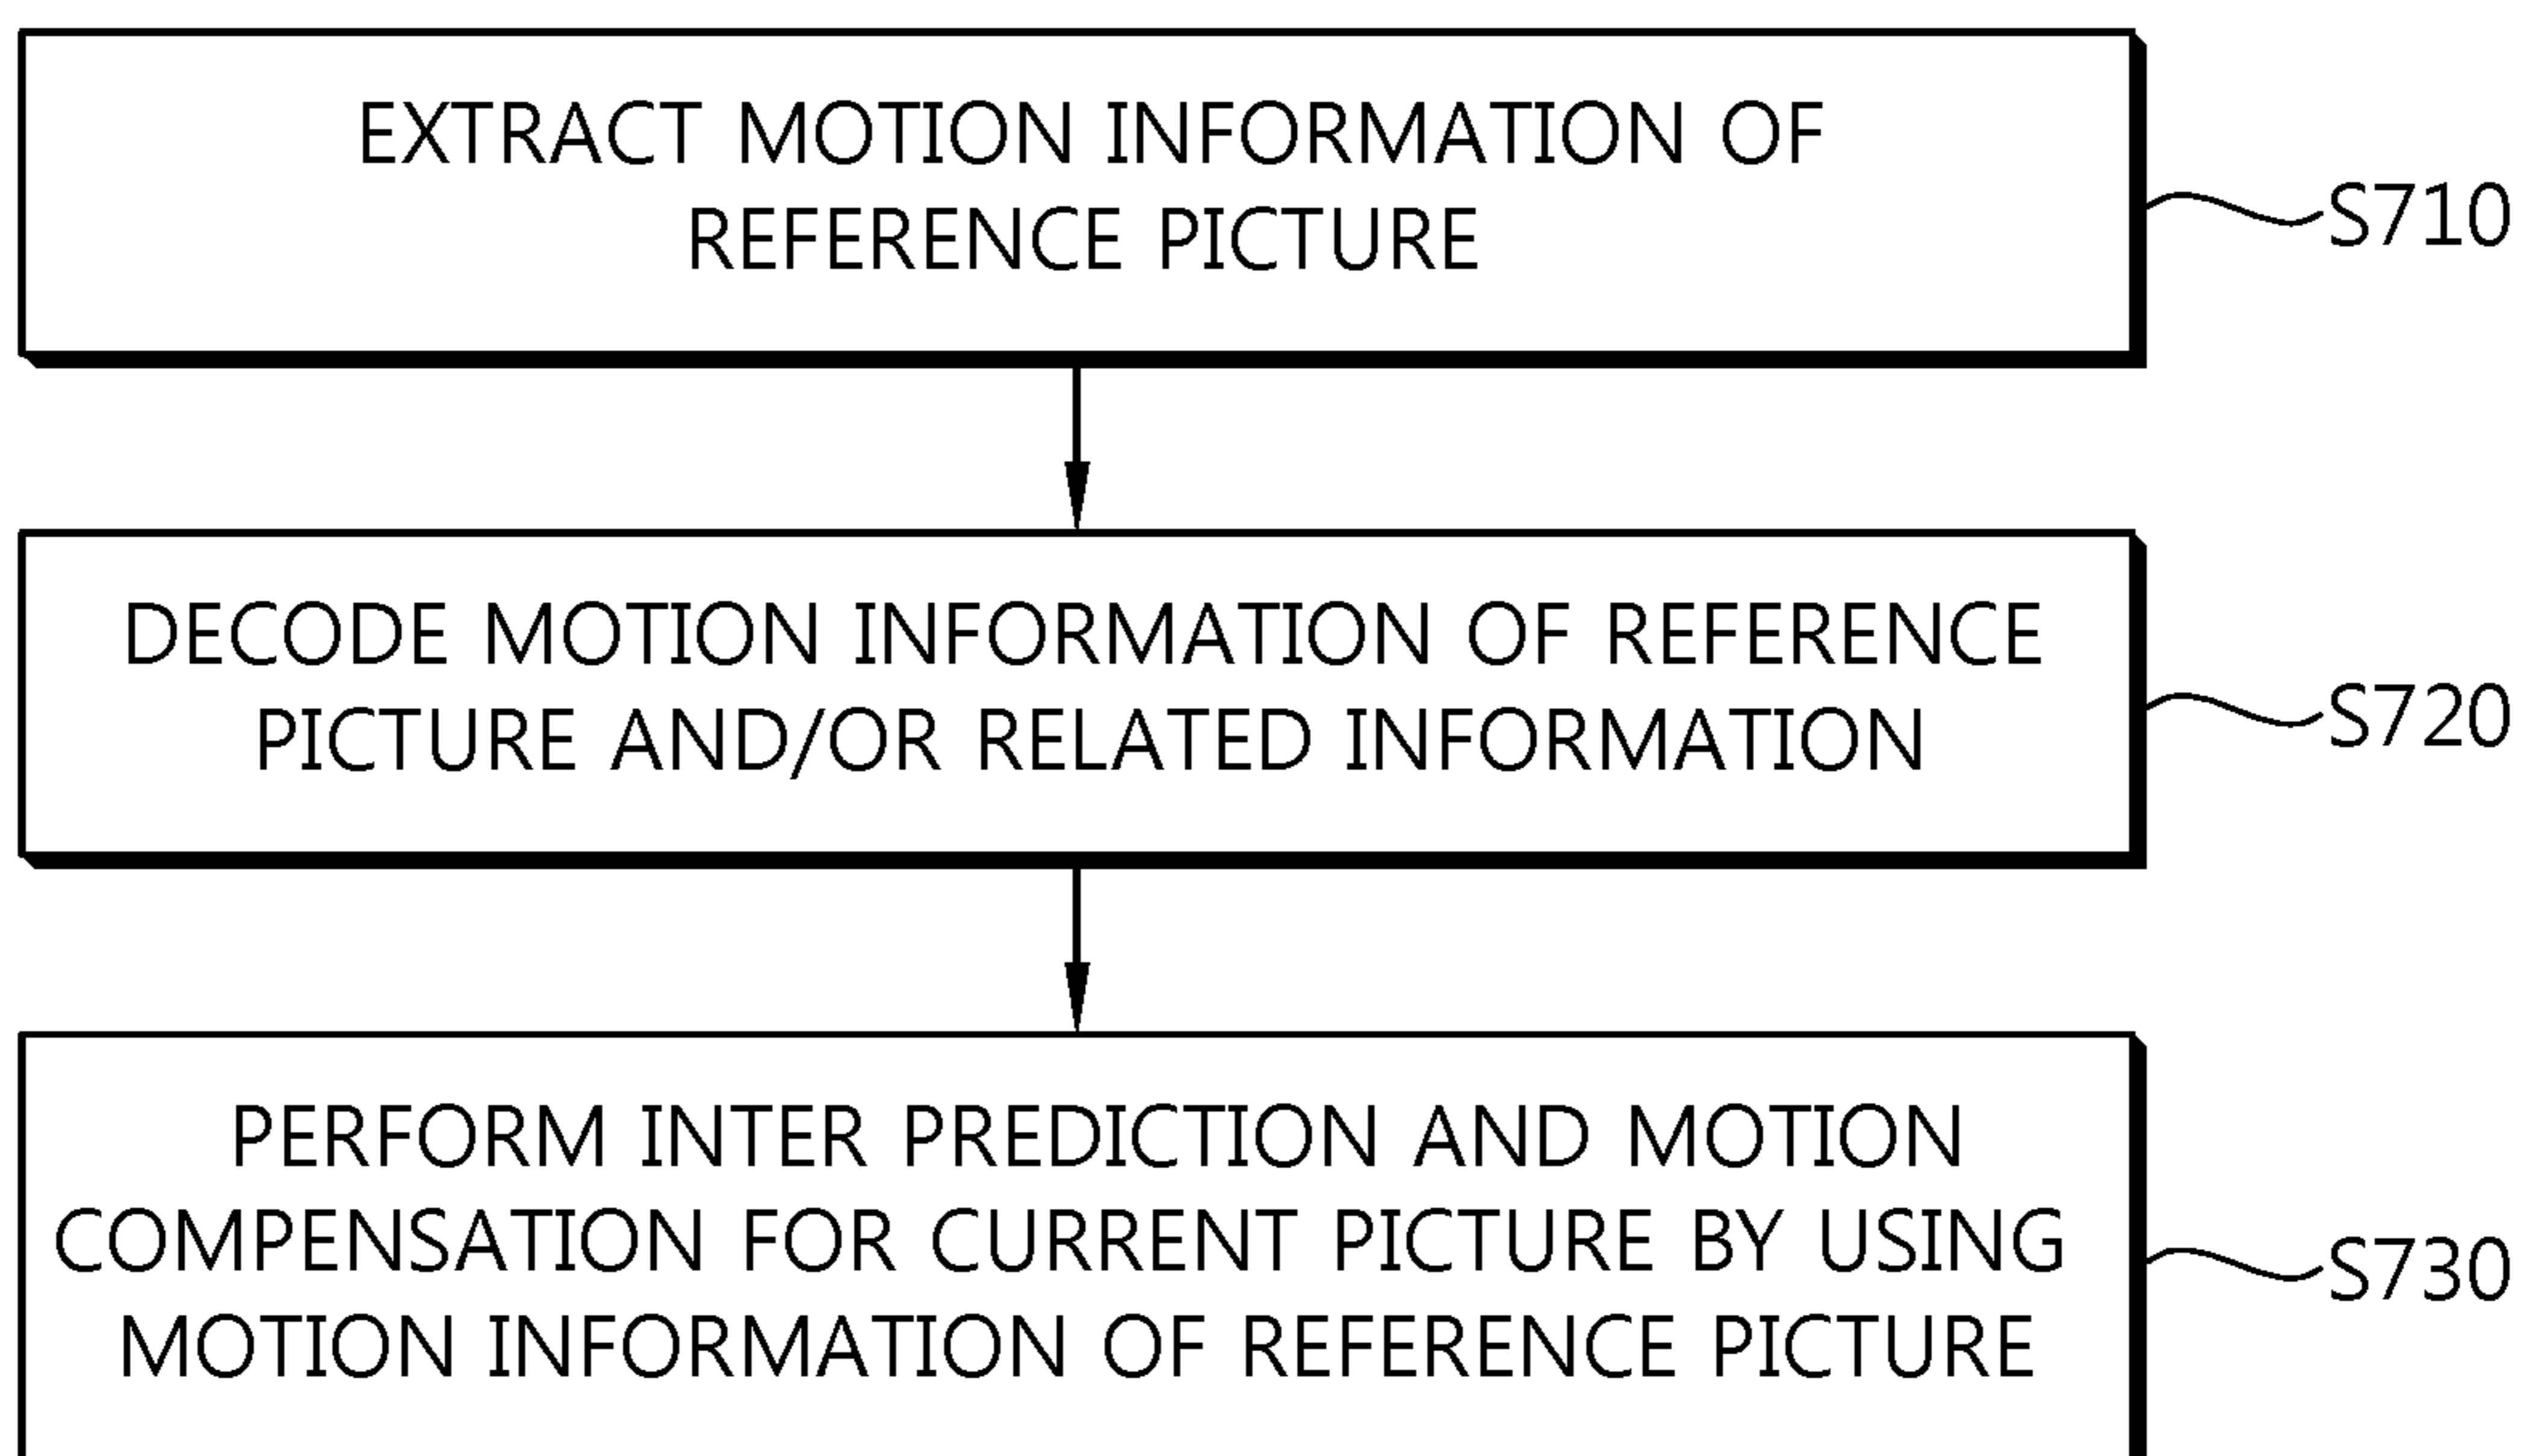 EXTRACT MOTION INFORMATION OF
REFERENCE PICTURE
S710
DECODE MOTION INFORMATION OF REFERENCE
PICTURE AND/OR RELATED INFORMATION
S720
PERFORM INTER PREDICTION AND MOTION
COMPENSATION FOR CURRENT PICTURE BY USING
MOTION INFORMATION OF REFERENCE PICTURE
S730